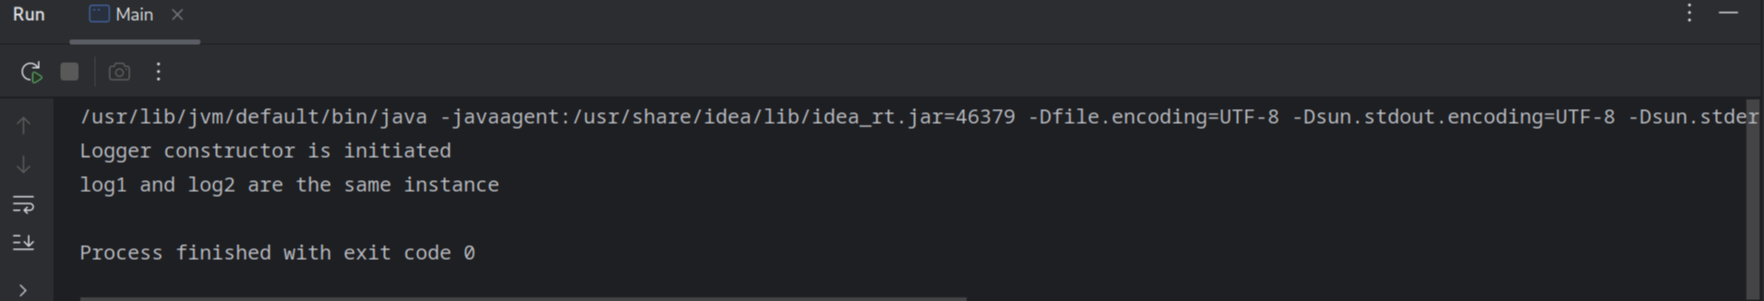 Run Main
/usr/lib/jvm/default/bin/java -javaagent:/usr/share/idea/lib/idea_rt.jar=46379 -Dfile.encoding=UTF-8 -Dsun.stdout.encoding=UTF-8 -Dsun.stder
Logger constructor is initiated
log1 and log2 are the same instance
Process finished with exit code 0